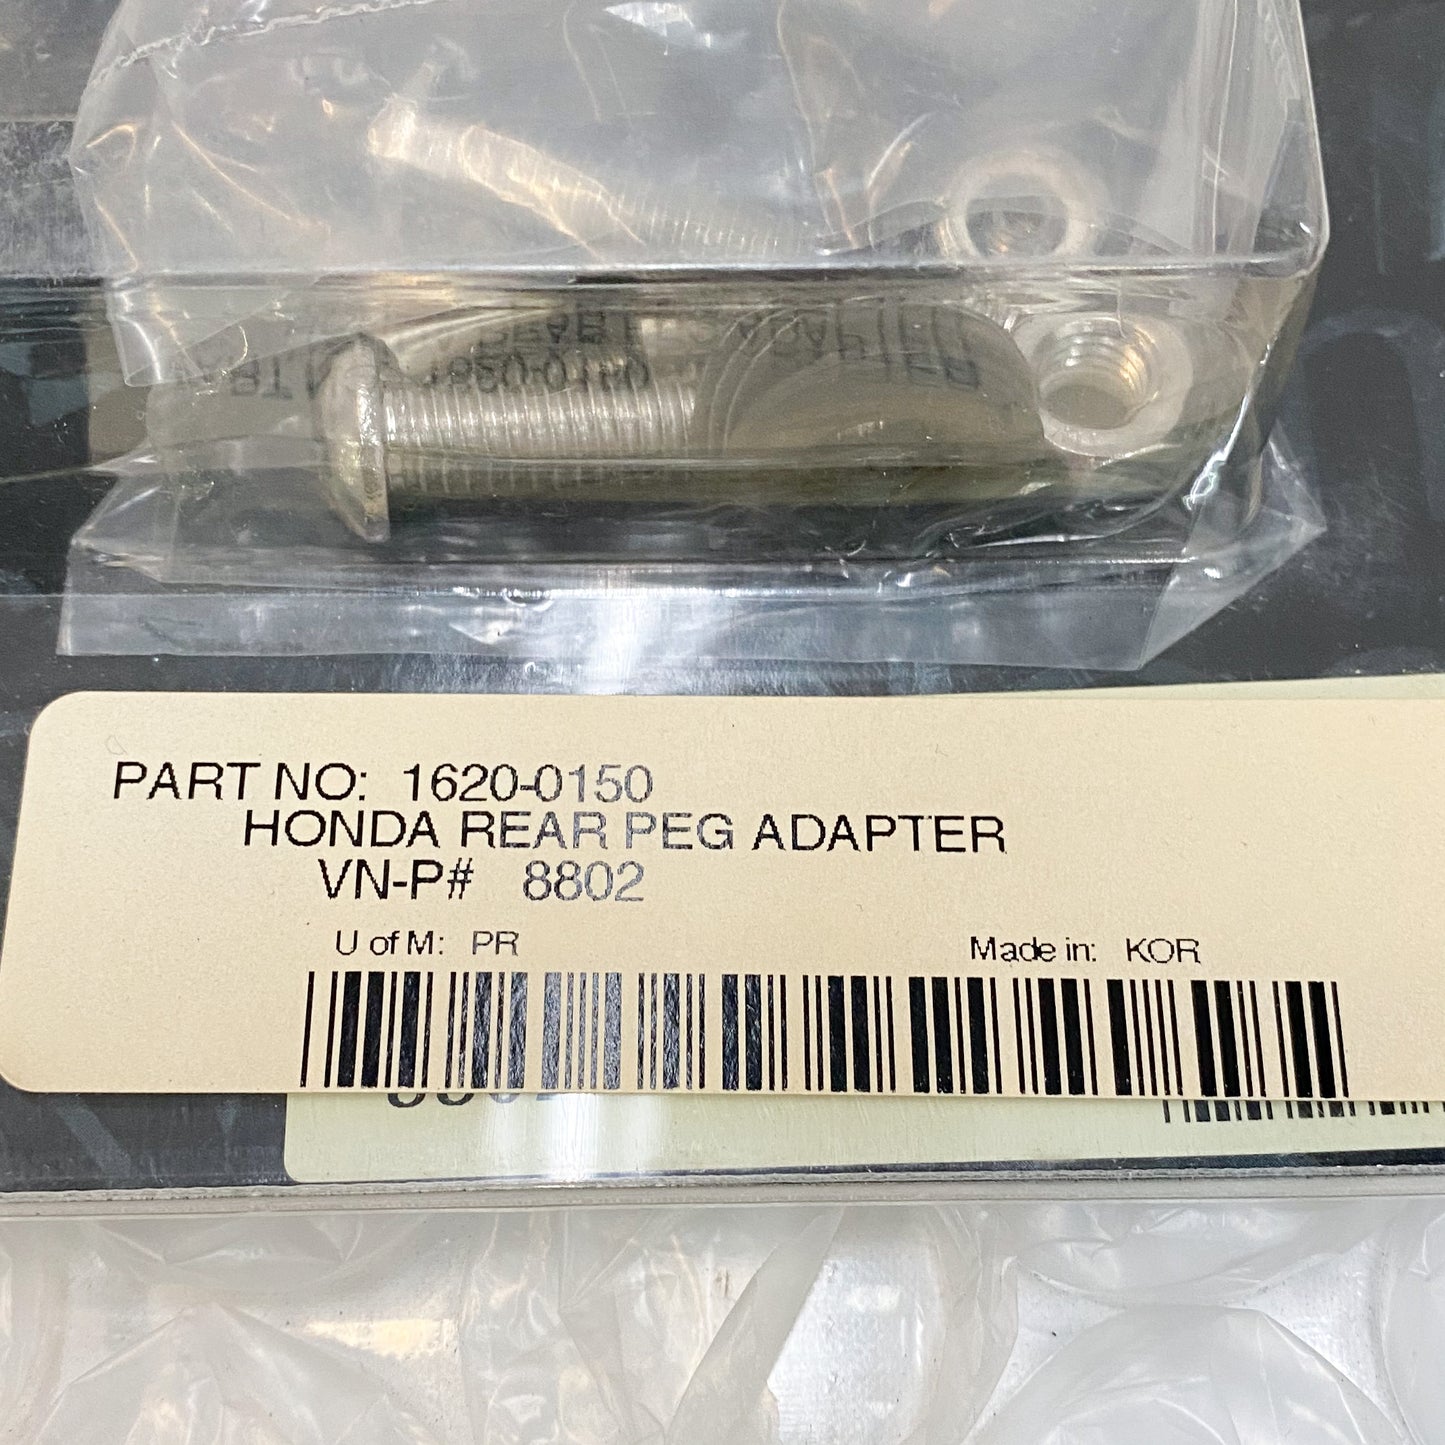 PART NO: 1620-0150
HONDA REAR PEG ADAPTER
VN-P# 8802
U of M: PR
Made in: KOR